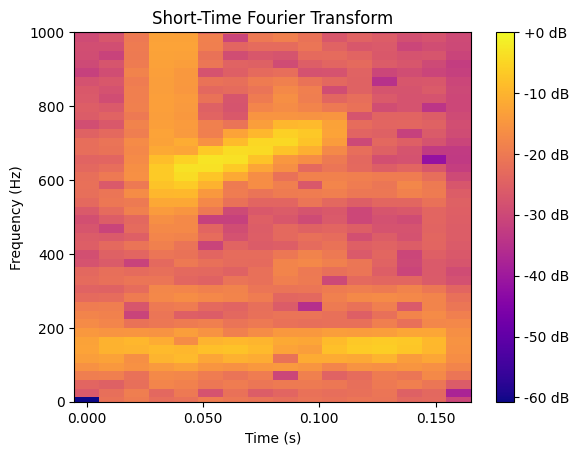 Short-Time Fourier Transform
1000
800
600
400
200
0
Frequency (Hz)
0.000
0.050
0.100
0.150
Time (s)
+0 dB
-10 dB
-20 dB
-30 dB
-40 dB
-50 dB
-60 dB